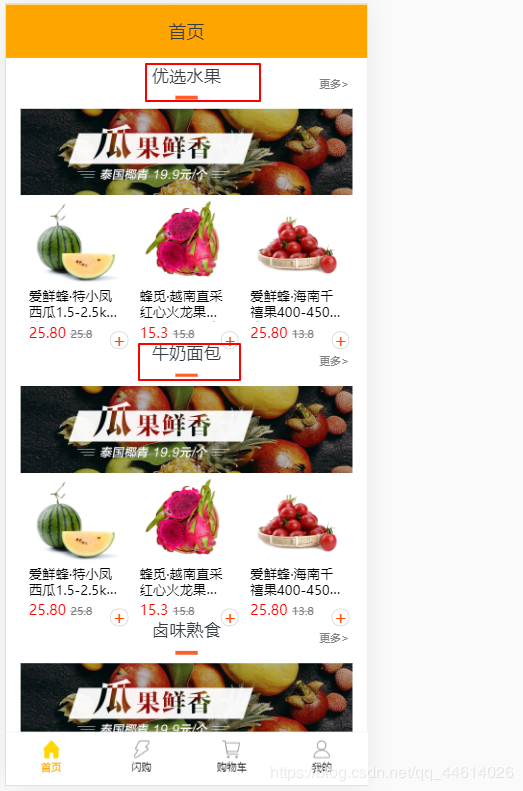 首页
优选水果
更多>
瓜果鲜香
泰国椰青 19.9元/个
爱鲜蜂·特小凤
西瓜1.5-2.5k...
25.80 25.8
+
蜂觅·越南直采
红心火龙果...
15.3 15.8
+
爱鲜蜂·海南千
禧果400-450...
25.80 13.8
+
牛奶面包
更多>
瓜果鲜香
泰国椰青 19.9元/个
爱鲜蜂·特小凤
西瓜1.5-2.5k...
25.80 25.8
+
蜂觅·越南直采
红心火龙果...
15.3 15.8
+
爱鲜蜂·海南千
禧果400-450...
25.80 13.8
+
卤味熟食
更多>
瓜果鲜香
泰国椰青 19.9元/个
首页
闪购
购物车
我的
https://blog.csdn.net/qq_44614026